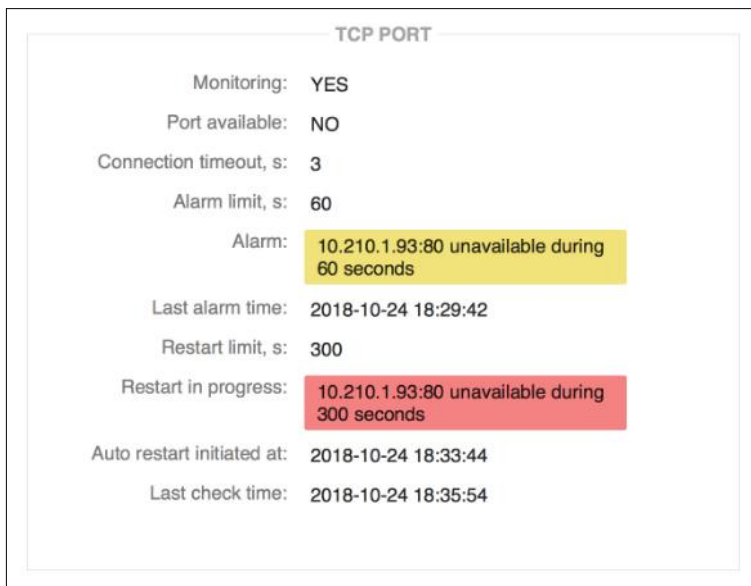 TCP PORT
Monitoring: YES
Port available: NO
Connection timeout, s: 3
Alarm limit, s: 60
Alarm: 10.210.1.93:80 unavailable during
60 seconds
Last alarm time: 2018-10-24 18:29:42
Restart limit, s: 300
Restart in progress: 10.210.1.93:80 unavailable during
300 seconds
Auto restart initiated at: 2018-10-24 18:33:44
Last check time: 2018-10-24 18:35:54